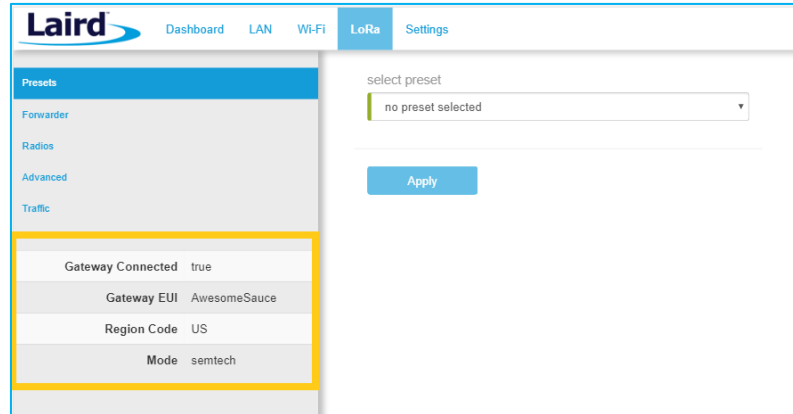 Laird™ Dashboard LAN Wi-Fi LoRa Settings
Presets
Forwarder
Radios
Advanced
Traffic
Gateway Connected true
Gateway EUI AwesomeSauce
Region Code US
Mode semtech
select preset
no preset selected
Apply